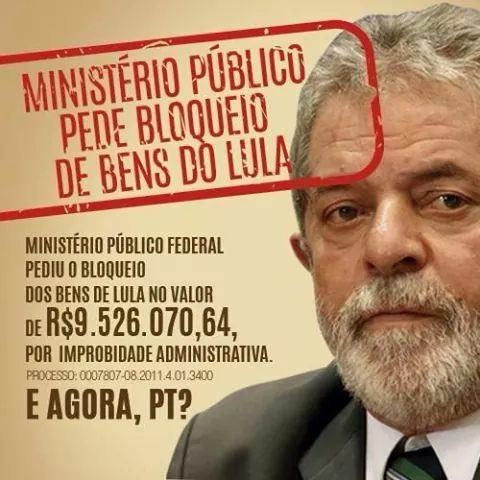 MINISTÉRIO PÚBLICO
PEDE BLOQUEIO
DE BENS DO LULA
MINISTÉRIO PÚBLICO FEDERAL
PEDIU O BLOQUEIO
DOS BENS DE LULA NO VALOR
DE R$9.526.070,64,
POR IMPROBIDADE ADMINISTRATIVA.
PROCESSO: 0007807-08.2011.4.01.3400
E AGORA, PT?